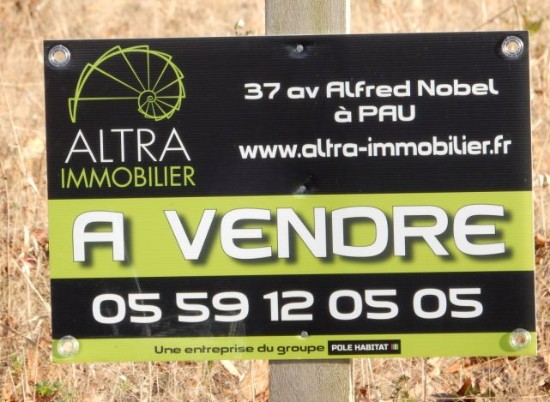 ALTRA
IMMOBILIER
37 av Alfred Nobel
à PAU
www.altra-immobilier.fr
A VENDRE
05 59 12 05 05
Une entreprise du groupe POLE HABITAT